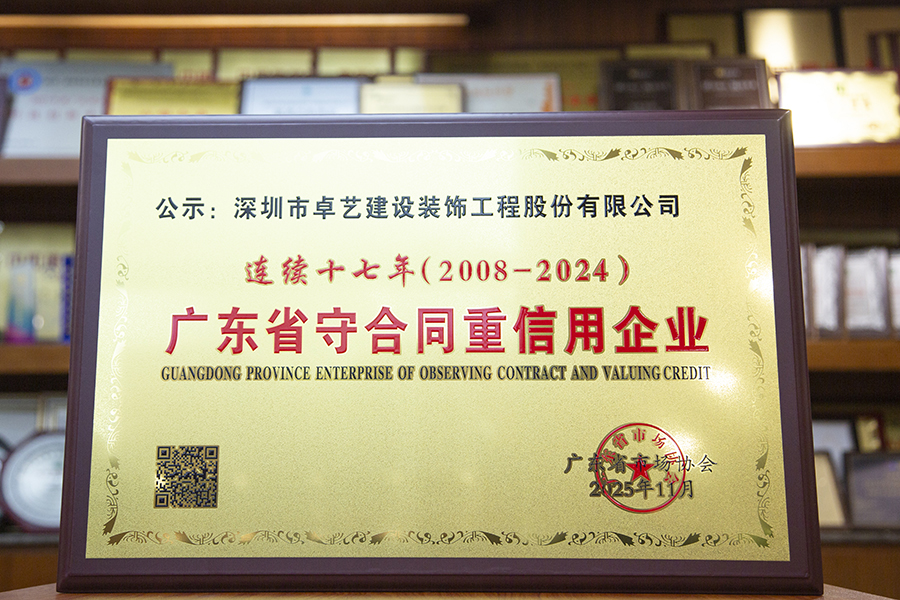 公示：深圳市卓艺建设装饰工程股份有限公司
连续十七年(2008-2024)
广东省守合同重信用企业
GUANGDONG PROVINCE ENTERPRISE OF OBSERVING CONTRACT AND VALUING CREDIT
广东省市场协会
2025年11月